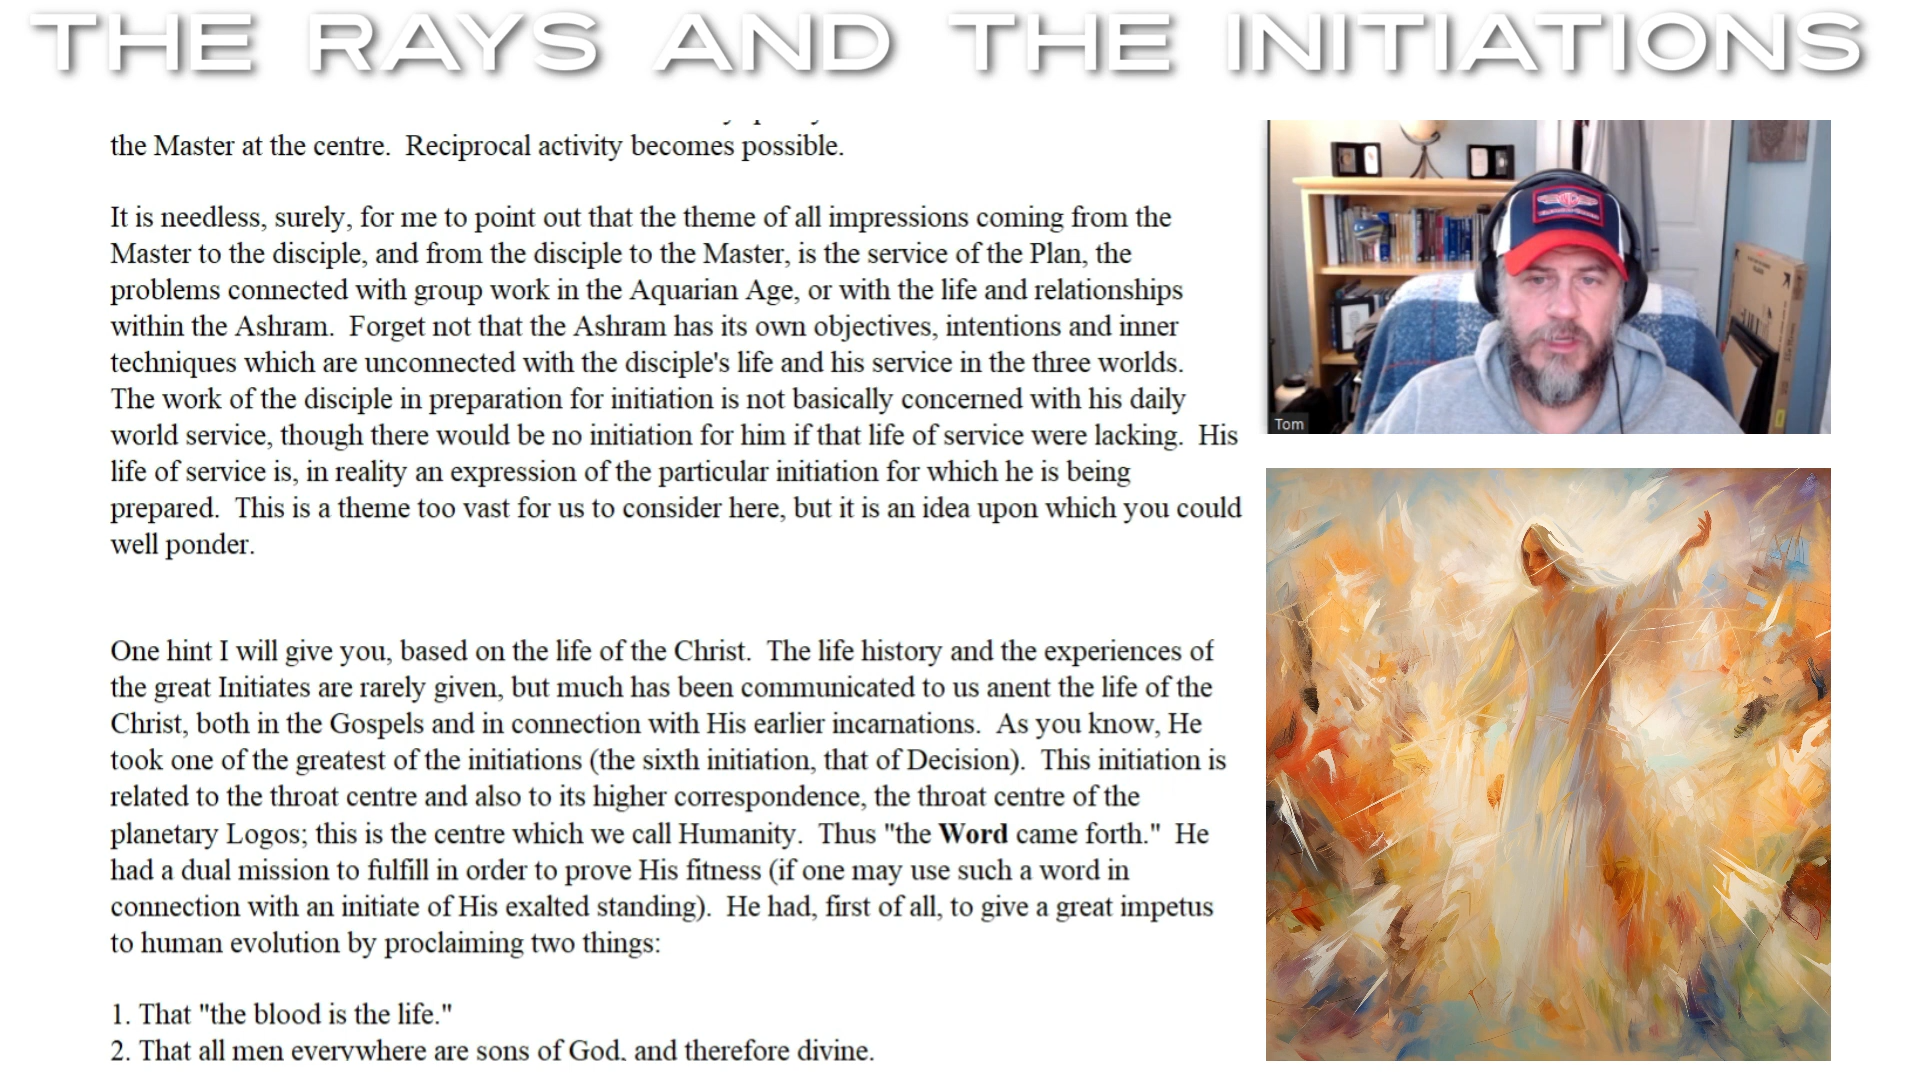 THE RAYS AND THE INITIATIONS
the Master at the centre.  Reciprocal activity becomes possible.
It is needless, surely, for me to point out that the theme of all impressions coming from the
Master to the disciple, and from the disciple to the Master, is the service of the Plan, the
problems connected with group work in the Aquarian Age, or with the life and relationships
within the Ashram.  Forget not that the Ashram has its own objectives, intentions and inner
techniques which are unconnected with the disciple's life and his service in the three worlds.
The work of the disciple in preparation for initiation is not basically concerned with his daily
world service, though there would be no initiation for him if that life of service were lacking.  His
life of service is, in reality an expression of the particular initiation for which he is being
prepared.  This is a theme too vast for us to consider here, but it is an idea upon which you could
well ponder.
One hint I will give you, based on the life of the Christ.  The life history and the experiences of
the great Initiates are rarely given, but much has been communicated to us anent the life of the
Christ, both in the Gospels and in connection with His earlier incarnations.  As you know, He
took one of the greatest of the initiations (the sixth initiation, that of Decision).  This initiation is
related to the throat centre and also to its higher correspondence, the throat centre of the
planetary Logos; this is the centre which we call Humanity.  Thus "the Word came forth."  He
had a dual mission to fulfill in order to prove His fitness (if one may use such a word in
connection with an initiate of His exalted standing).  He had, first of all, to give a great impetus
to human evolution by proclaiming two things:
1. That "the blood is the life."
2. That all men everywhere are sons of God, and therefore divine.
Tom